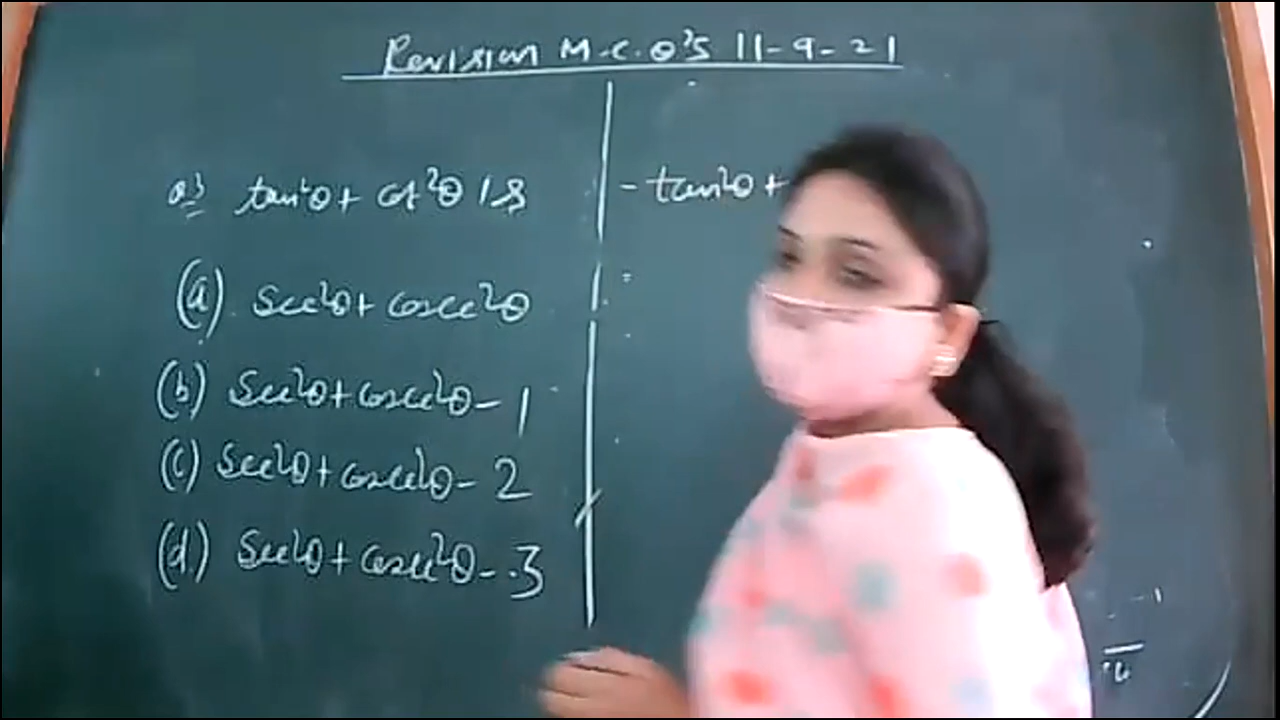 Revision M.C.Q's 11-9-21
Q3 tan²θ + cot²θ is
(a) sec²θ + cosec²θ
(b) sec²θ + cosec²θ - 1
(c) sec²θ + cosec²θ - 2
(d) sec²θ + cosec²θ - 3
- tan²θ +